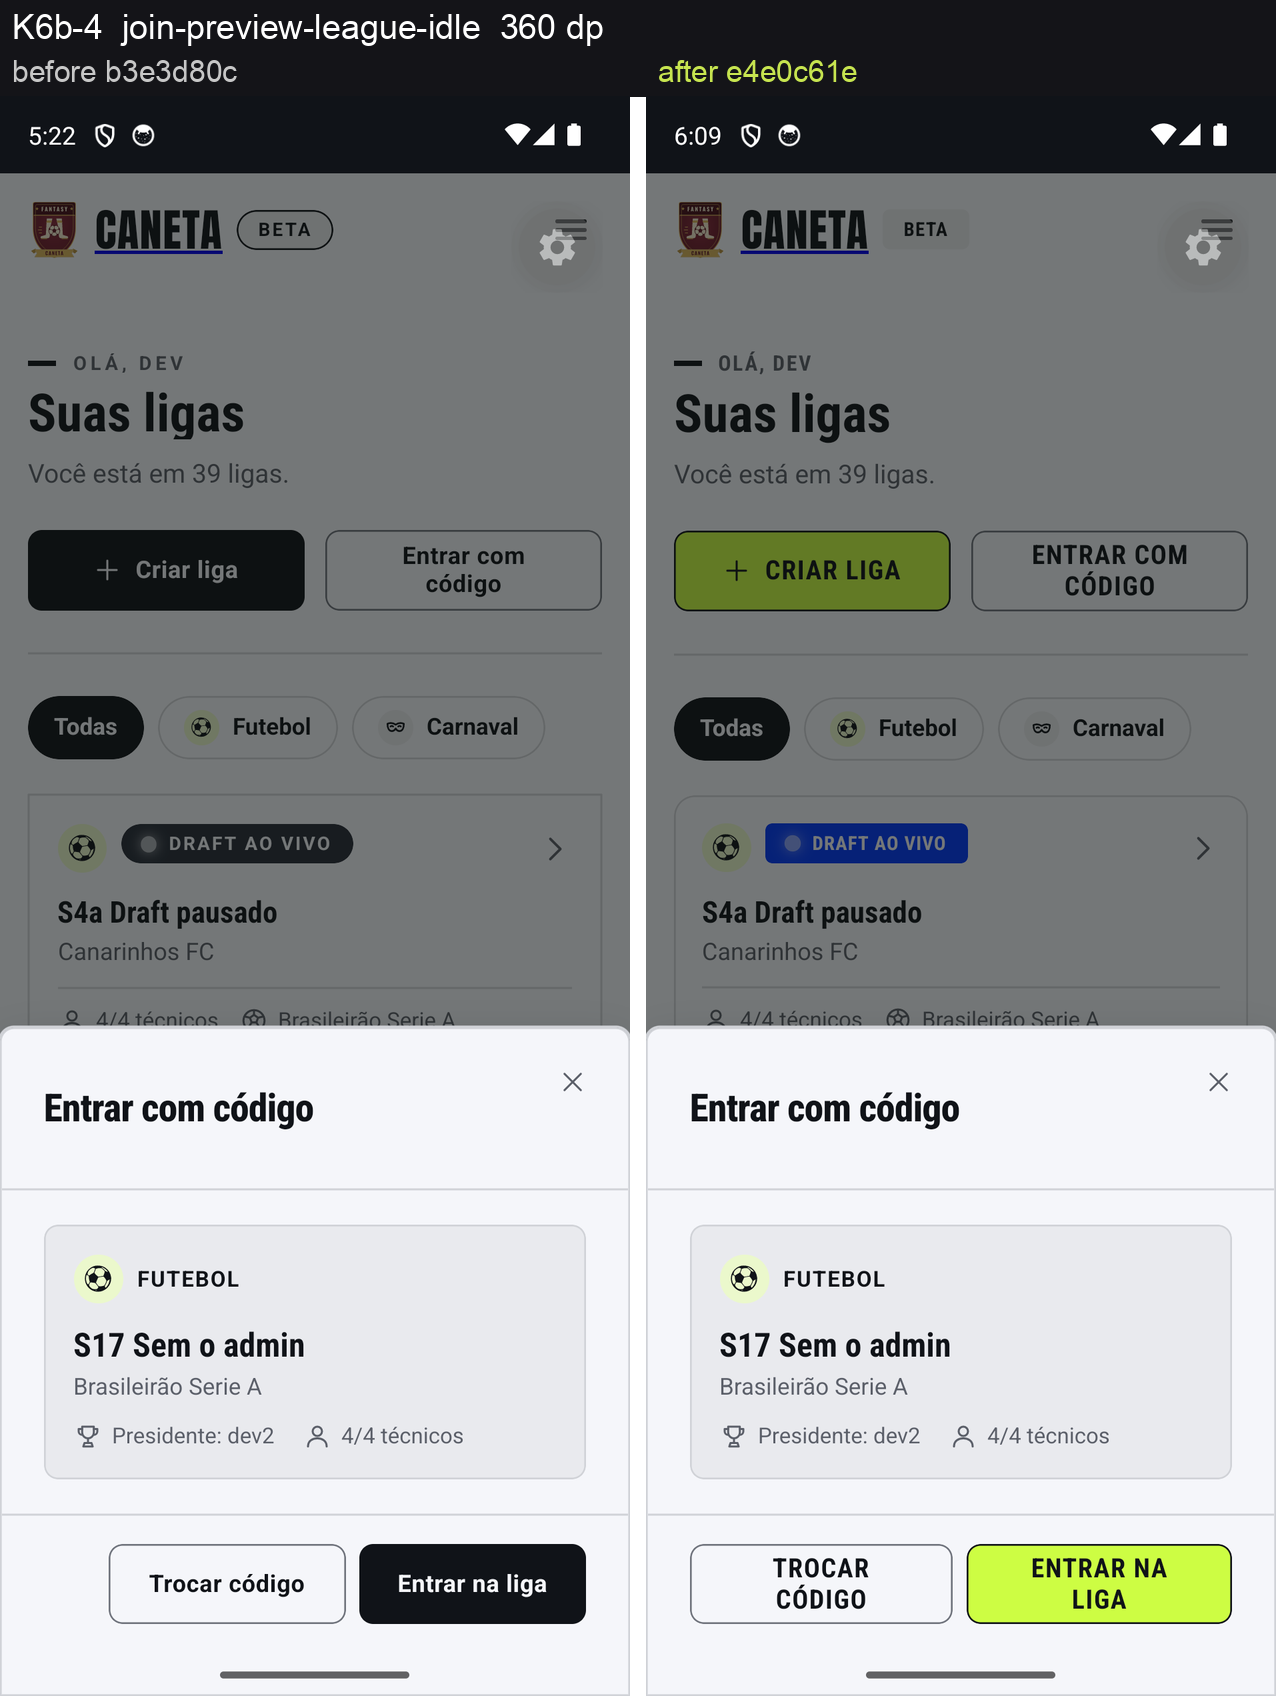 K6b-4 join-preview-league-idle 360 dp
before b3e3d80c
after e4e0c61e
5:22
FANTASY
CANETA
CANETA
BETA
OLÁ, DEV
Suas ligas
Você está em 39 ligas.
Criar liga
Entrar com
código
Todas
Futebol
Carnaval
DRAFT AO VIVO
S4a Draft pausado
Canarinhos FC
4/4 técnicos
Brasileirão Serie A
Entrar com código
FUTEBOL
S17 Sem o admin
Brasileirão Serie A
Presidente: dev2
4/4 técnicos
Trocar código
Entrar na liga
6:09
FANTASY
CANETA
CANETA
BETA
OLÁ, DEV
Suas ligas
Você está em 39 ligas.
CRIAR LIGA
ENTRAR COM
CÓDIGO
Todas
Futebol
Carnaval
DRAFT AO VIVO
S4a Draft pausado
Canarinhos FC
4/4 técnicos
Brasileirão Serie A
Entrar com código
FUTEBOL
S17 Sem o admin
Brasileirão Serie A
Presidente: dev2
4/4 técnicos
TROCAR
CÓDIGO
ENTRAR NA
LIGA